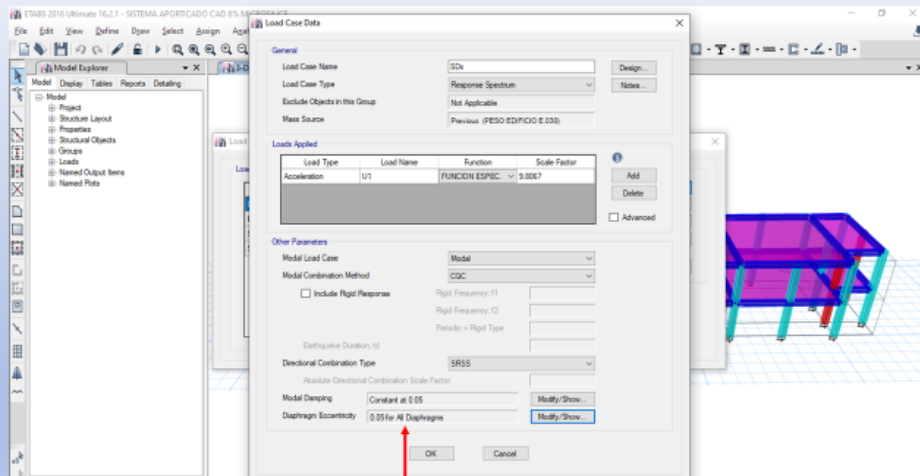 ETABS 2016 Ultimate 16.2.1 - SISTEMA APORTICADO CAD 6%
File Edit View Define Draw Select Assign
Model Explorer
Model Display Tables Reports Detailing
Model
Project
Structure Layout
Properties
Structural Objects
Groups
Loads
Named Output Items
Named Plots
Load Case Data
General
Load Case Name SDx Design...
Load Case Type Response Spectrum Notes...
Exclude Objects in this Group Not Applicable
Mass Source Previous (PESO EDIFICIO E.030)
Loads Applied
Load Type Load Name Function Scale Factor
Acceleration U1 FUNCION ESPEC. 9.8067
Add
Delete
Advanced
Other Parameters
Modal Load Case Modal
Modal Combination Method CQC
Include Rigid Response Rigid Frequency, f1
Rigid Frequency, f2
Periodic + Rigid Type
Earthquake Duration, td
Directional Combination Type SRSS
Absolute Directional Combination Scale Factor
Modal Damping Constant at 0.05 Modify/Show...
Diaphragm Eccentricity 0.05 for All Diaphragms Modify/Show...
OK Cancel